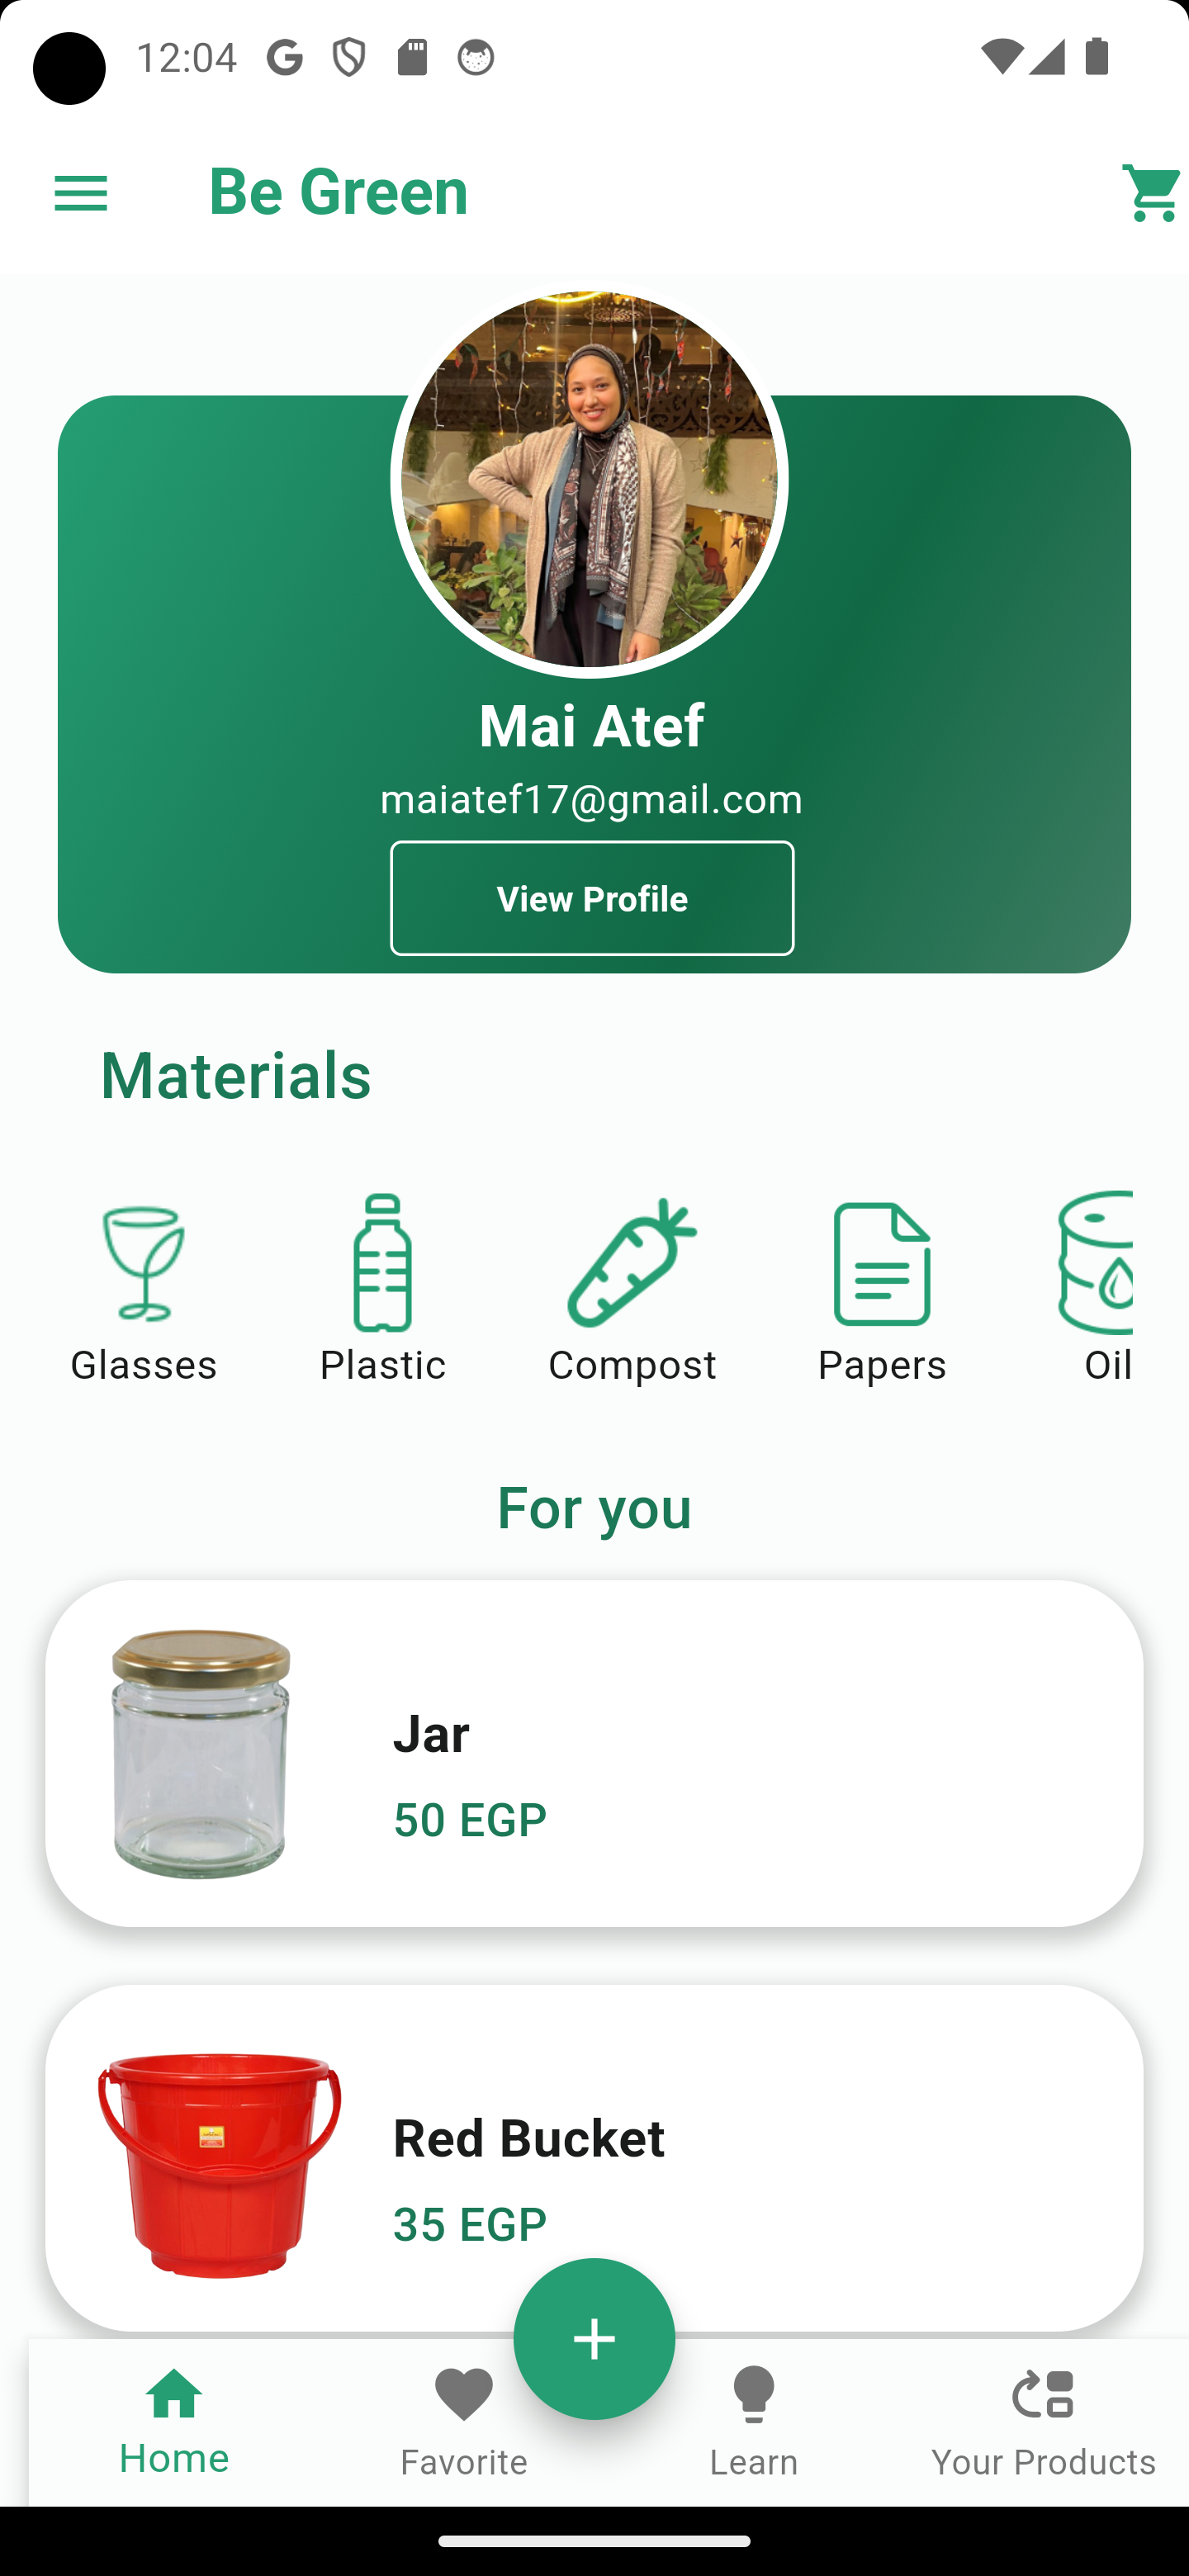 12:04
Be Green
Mai Atef
maiatef17@gmail.com
View Profile
Materials
Glasses Plastic Compost Papers Oil
For you
Jar
50 EGP
Red Bucket
35 EGP
Home Favorite Learn Your Products